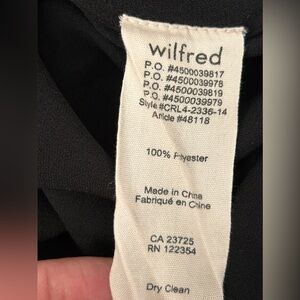 wilfred
P.O. #4500039817
P.O. #4500039978
P.O. #4500039819
P.O. #4500039979
Style #CRL4-2336-14
Article #48118
100% Polyester
Made in China
Fabriqué en Chine
CA 23725
RN 122354
Dry Clean